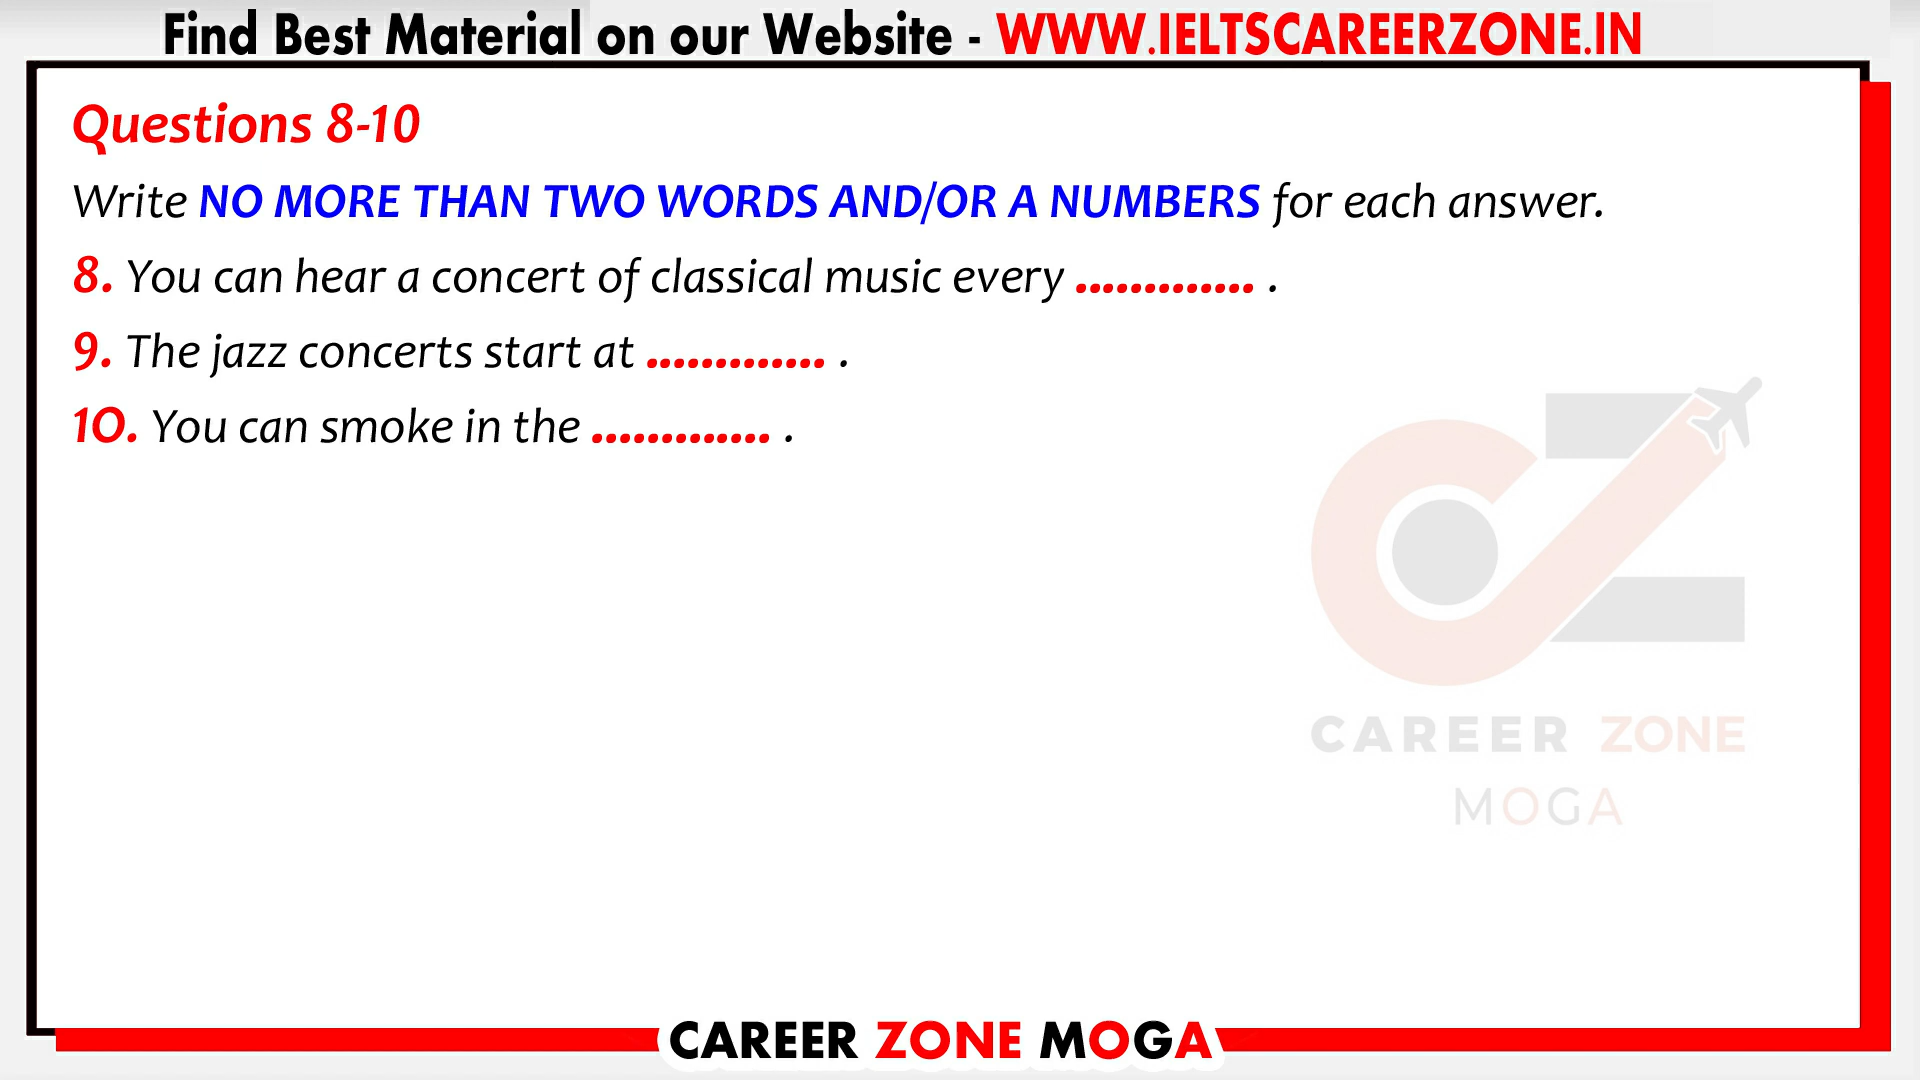 Find Best Material on our Website - WWW.IELTSCAREERZONE.IN
Questions 8-10
Write NO MORE THAN TWO WORDS AND/OR A NUMBERS for each answer.
8. You can hear a concert of classical music every ............. .
9. The jazz concerts start at ............. .
10. You can smoke in the ............. .
CAREER ZONE
MOGA
CAREER ZONE MOGA